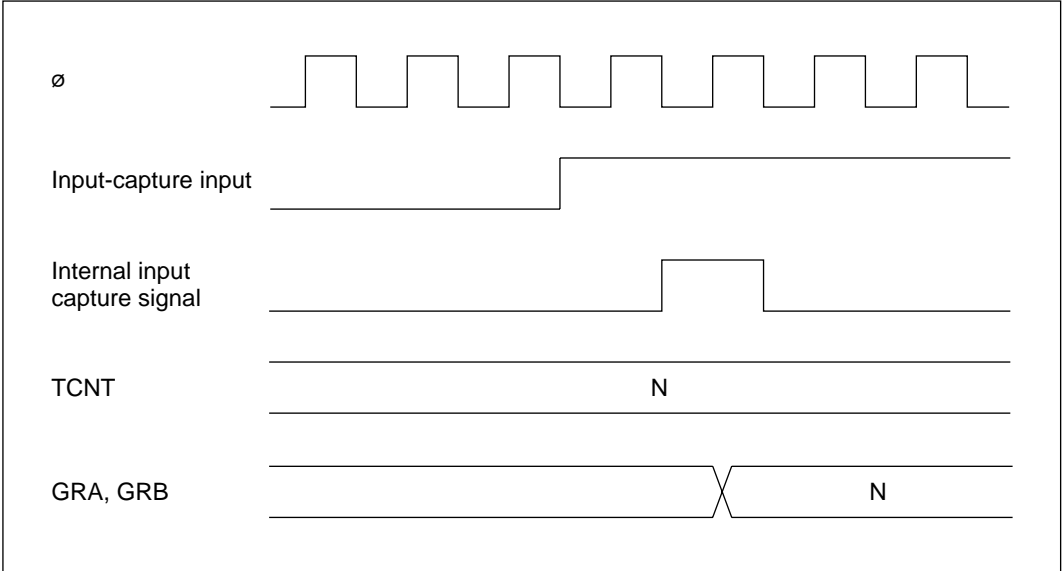 ø
Input-capture input
Internal input
capture signal
TCNT
N
GRA, GRB
N